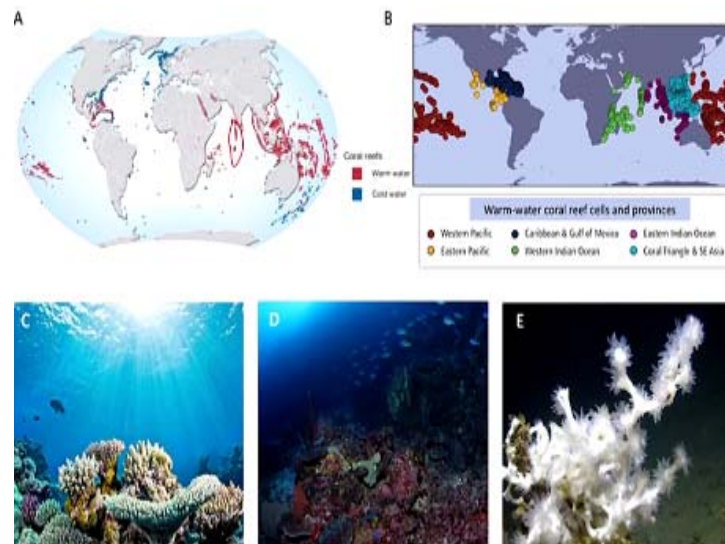 A
Coral reefs
Warm water
Cold water
B
Warm-water coral reef cells and provinces
Western Pacific
Caribbean & Gulf of Mexico
Eastern Indian Ocean
Eastern Pacific
Western Indian Ocean
Coral Triangle & SE Asia
C
D
E